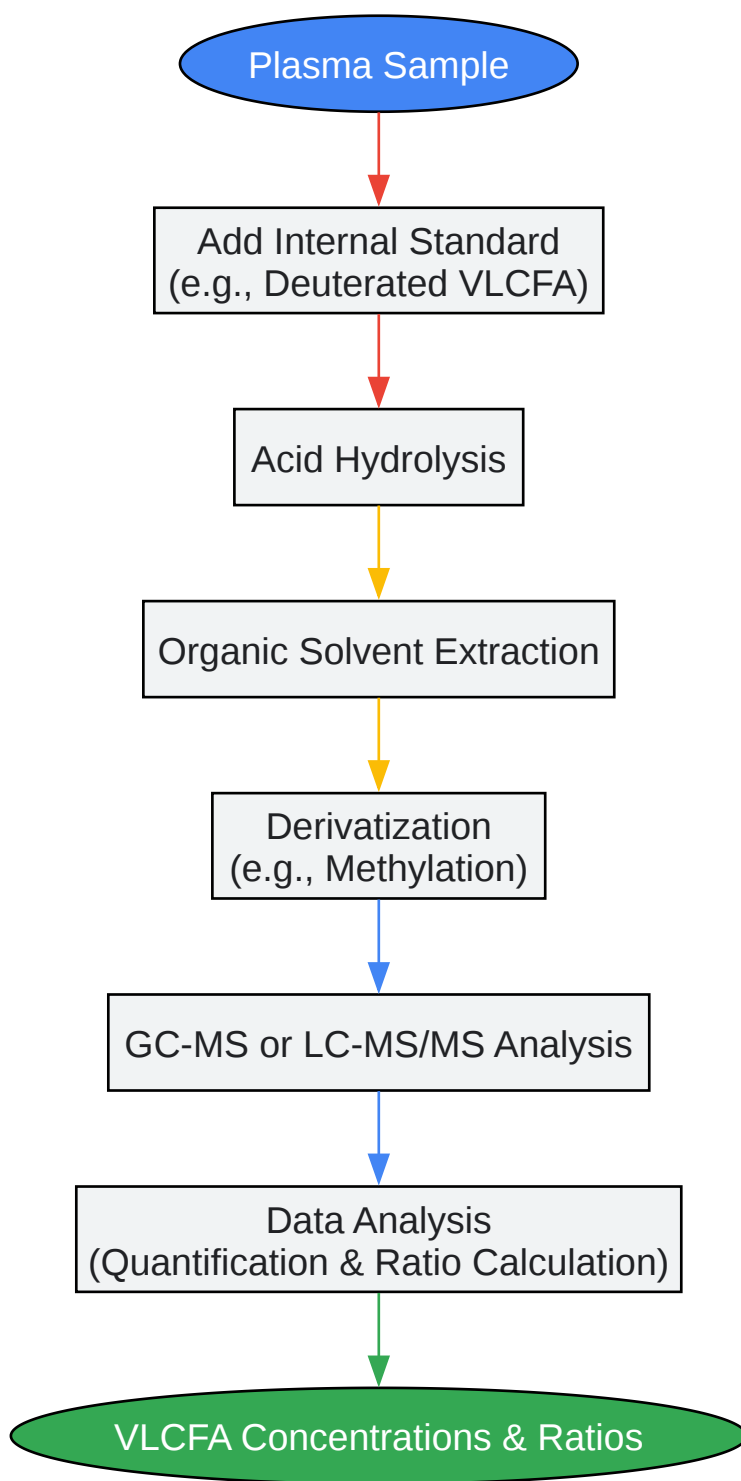 Plasma Sample
Add Internal Standard
(e.g., Deuterated VLCFA)
Acid Hydrolysis
Organic Solvent Extraction
Derivatization
(e.g., Methylation)
GC-MS or LC-MS/MS Analysis
Data Analysis
(Quantification & Ratio Calculation)
VLCFA Concentrations & Ratios